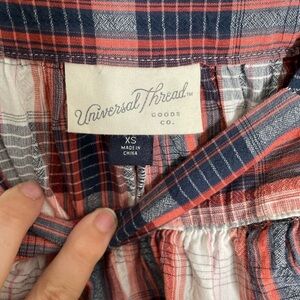 Universal Thread™
GOODS
CO.
XS
MADE IN
CHINA